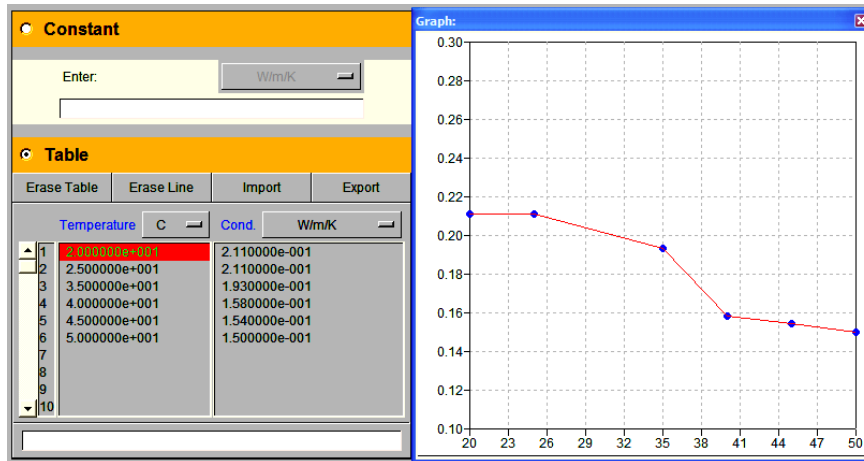 Constant
Enter: W/m/K
Table
Erase Table Erase Line Import Export
Temperature C Cond. W/m/K
1 2.000000e+001 2.110000e-001
2 2.500000e+001 2.110000e-001
3 3.500000e+001 1.930000e-001
4 4.000000e+001 1.580000e-001
5 4.500000e+001 1.540000e-001
6 5.000000e+001 1.500000e-001
7
8
9
10
Graph:
0.30
0.28
0.26
0.24
0.22
0.20
0.18
0.16
0.14
0.12
0.10
20 23 26 29 32 35 38 41 44 47 50